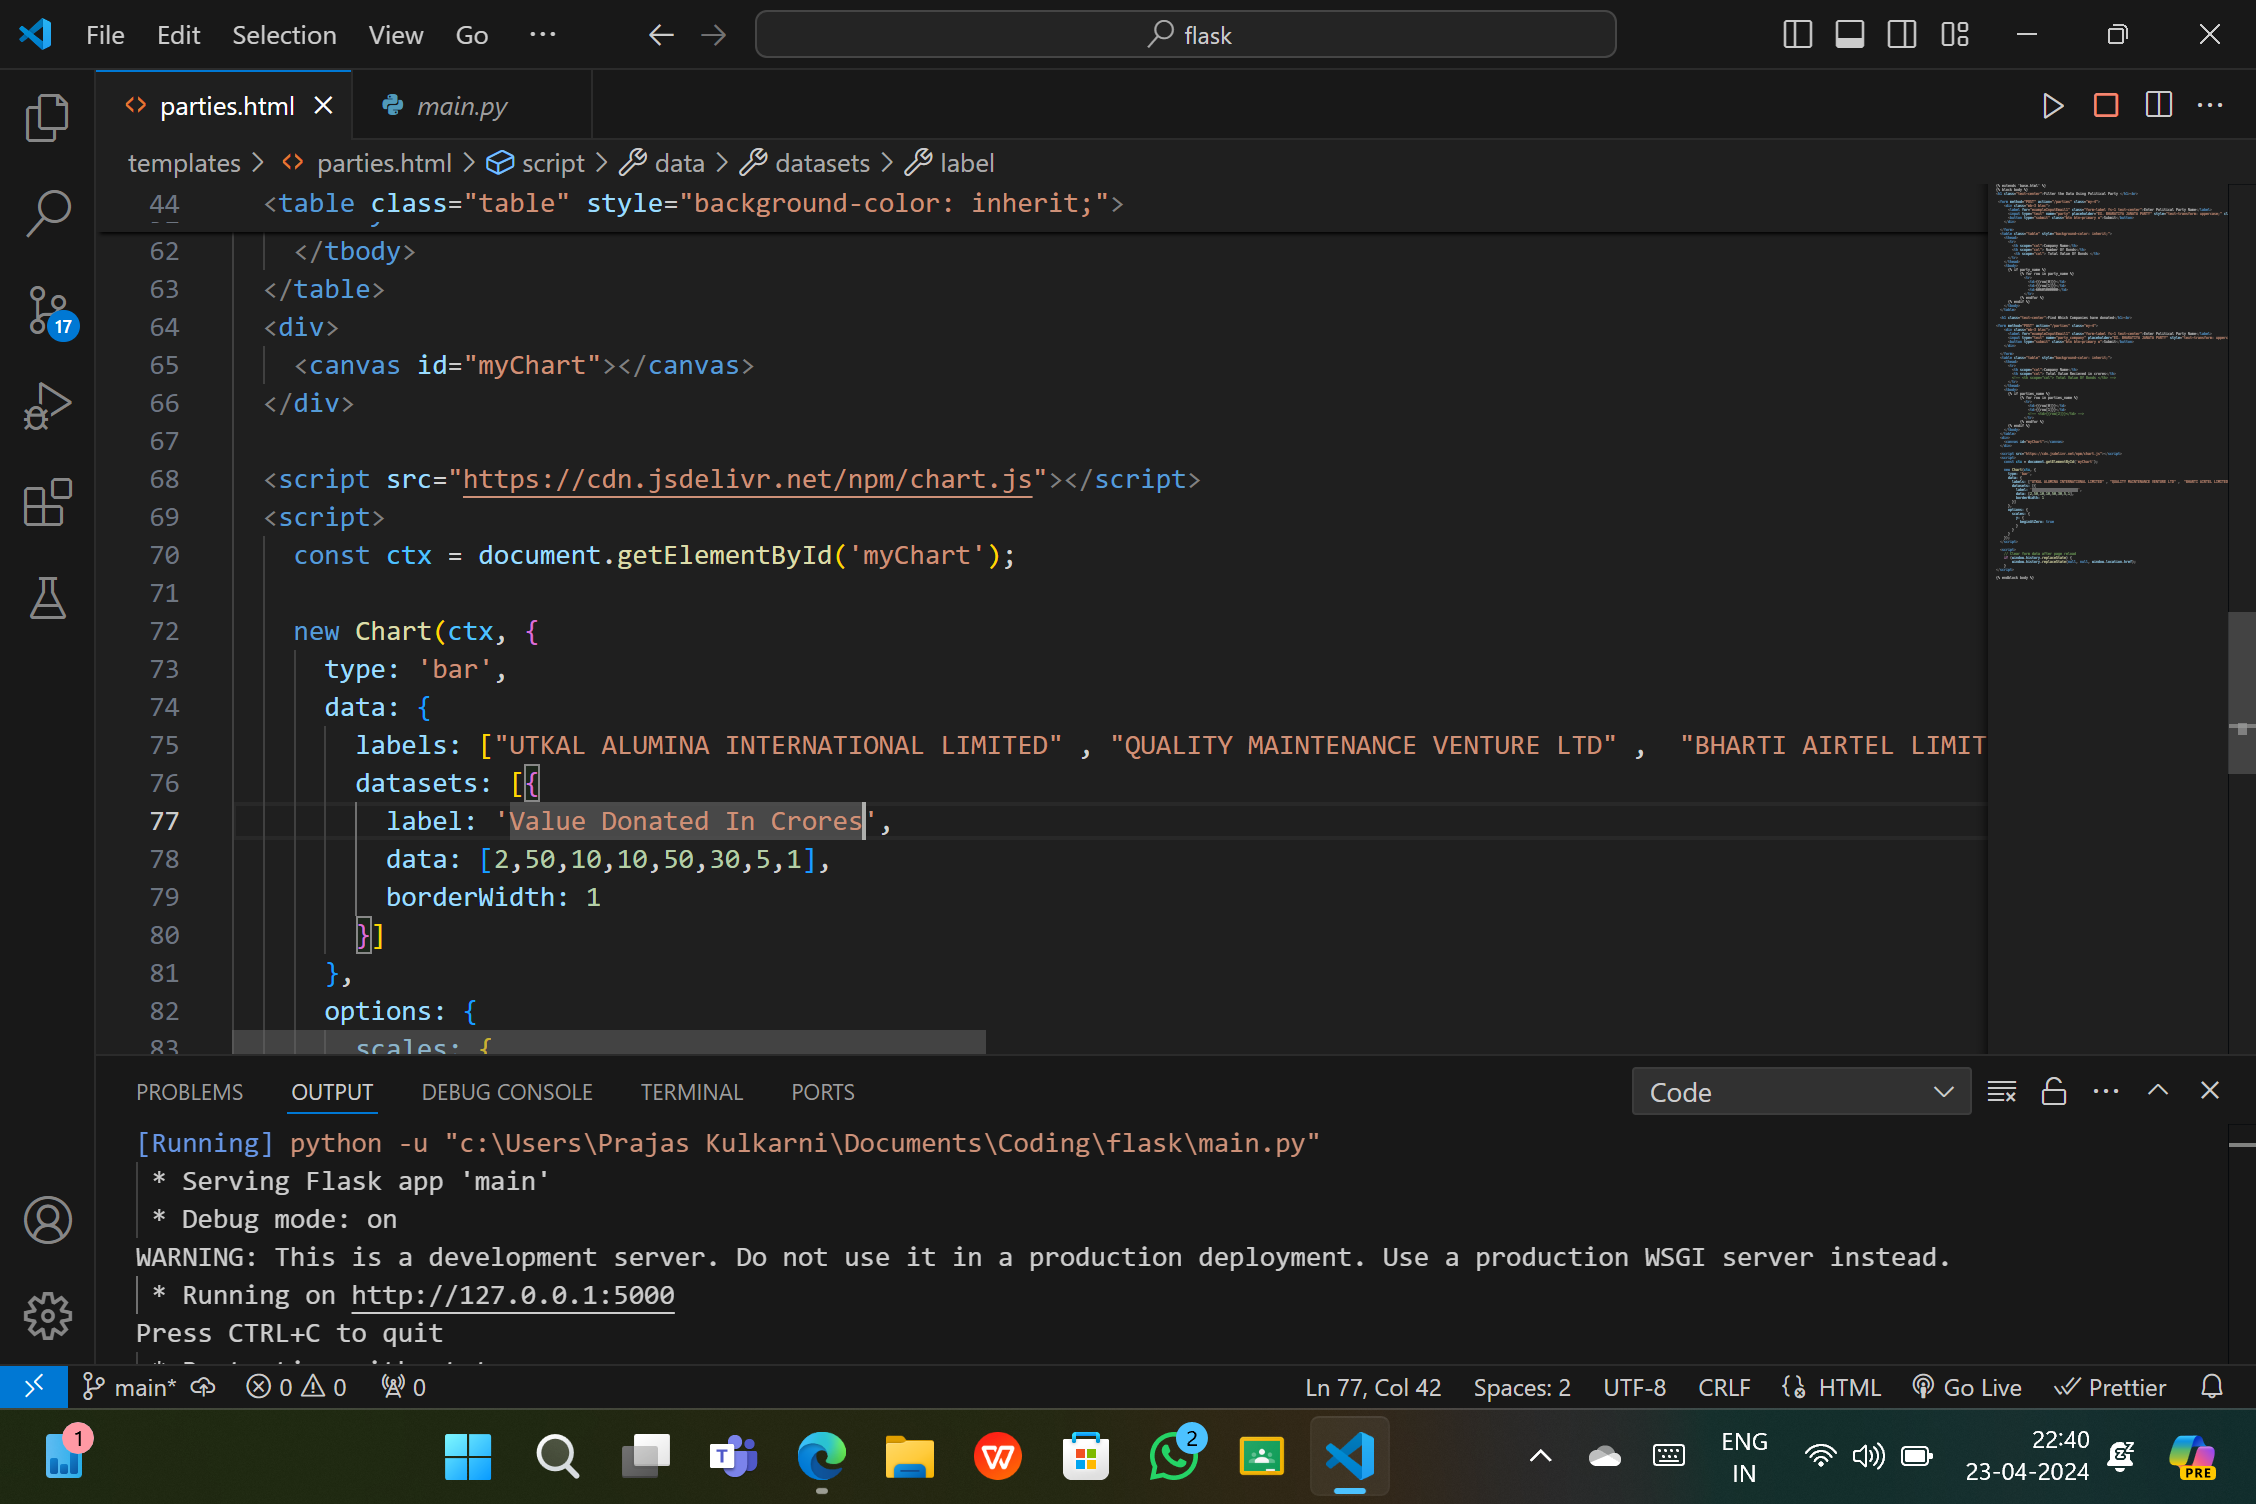 File Edit Selection View Go ··· flask
parties.html main.py
templates > parties.html > script > data > datasets > label
44 <table class="table" style="background-color: inherit;">
62 </tbody>
63 </table>
64 <div>
65 <canvas id="myChart"></canvas>
66 </div>
67
68 <script src="https://cdn.jsdelivr.net/npm/chart.js"></script>
69 <script>
70 const ctx = document.getElementById('myChart');
71
72 new Chart(ctx, {
73 type: 'bar',
74 data: {
75 labels: ["UTKAL ALUMINA INTERNATIONAL LIMITED" , "QUALITY MAINTENANCE VENTURE LTD" , "BHARTI AIRTEL LIMIT
76 datasets: [{
77 label: 'Value Donated In Crores',
78 data: [2,50,10,10,50,30,5,1],
79 borderWidth: 1
80 }]
81 },
82 options: {
83 scales: {
17
PROBLEMS OUTPUT DEBUG CONSOLE TERMINAL PORTS Code
[Running] python -u "c:\Users\Prajas Kulkarni\Documents\Coding\flask\main.py"
* Serving Flask app 'main'
* Debug mode: on
WARNING: This is a development server. Do not use it in a production deployment. Use a production WSGI server instead.
* Running on http://127.0.0.1:5000
Press CTRL+C to quit
main* 0 0 0 Ln 77, Col 42 Spaces: 2 UTF-8 CRLF HTML Go Live Prettier
1 T W 2 ENG IN 22:40 23-04-2024 PRE